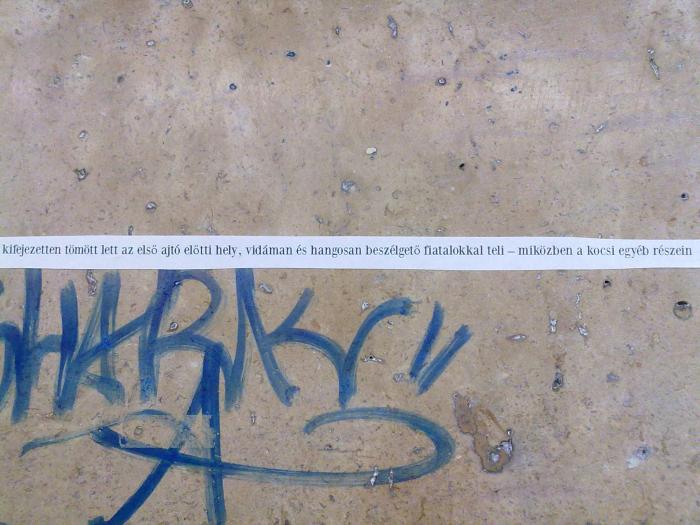 kifejezetten tömött lett az első ajtó előtti hely, vidáman és hangosan beszélgető fiatalokkal teli – miközben a kocsi egyéb részein